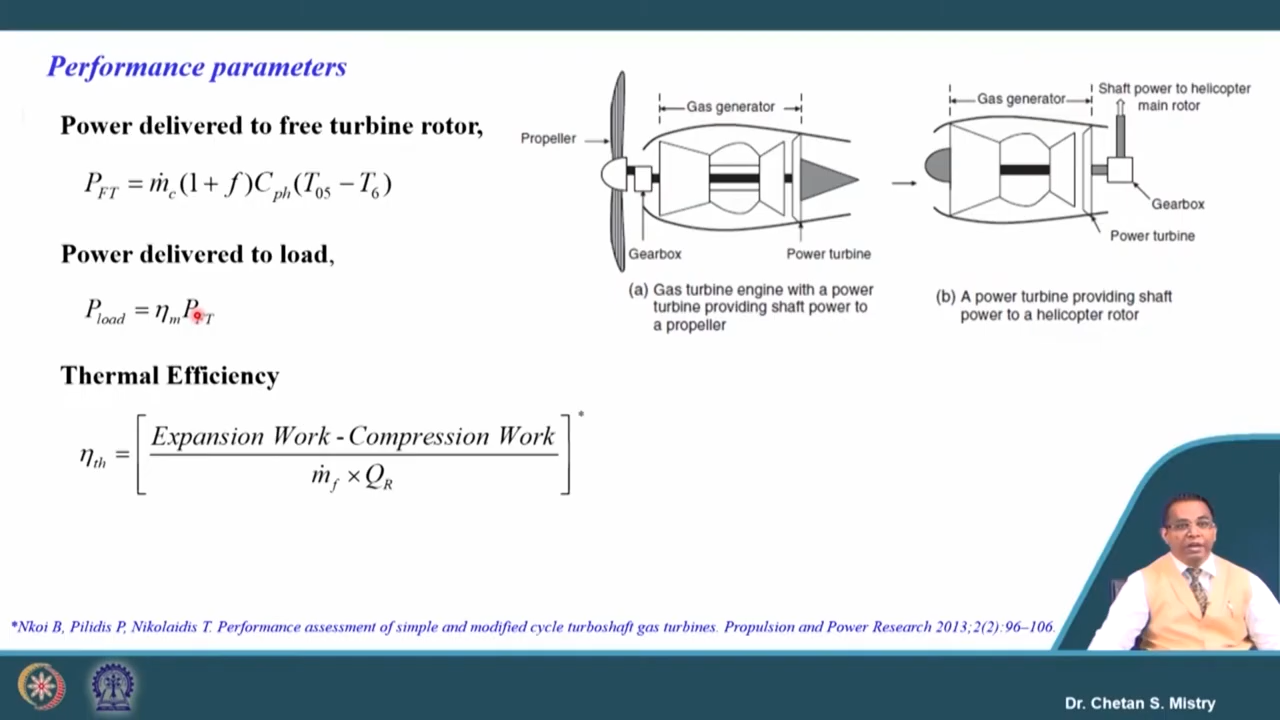 Performance parameters
Power delivered to free turbine rotor,
P_FT = ṁ_c(1 + f)C_ph(T_05 − T_6)
Power delivered to load,
P_load = η_m P_FT
Thermal Efficiency
η_th = [ Expansion Work - Compression Work / ṁ_f × Q_R ]*
Gas generator
Propeller
Gearbox
Power turbine
(a) Gas turbine engine with a power
turbine providing shaft power to
a propeller
Gas generator
Shaft power to helicopter
main rotor
Gearbox
Power turbine
(b) A power turbine providing shaft
power to a helicopter rotor
*Nkoi B, Pilidis P, Nikolaidis T. Performance assessment of simple and modified cycle turboshaft gas turbines. Propulsion and Power Research 2013;2(2):96–106.
Dr. Chetan S. Mistry